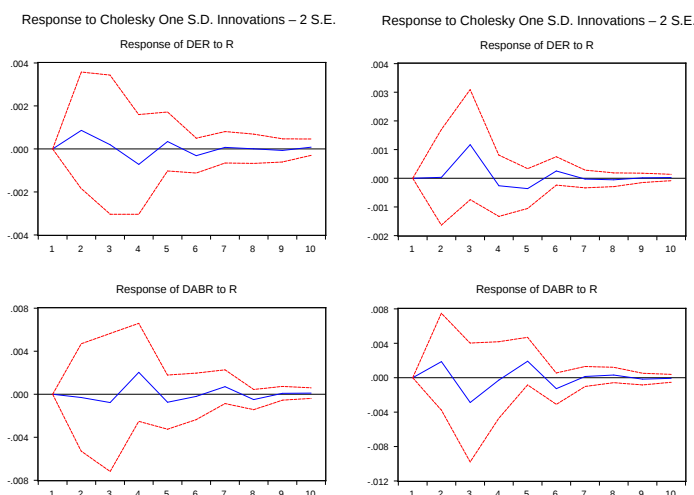 Response to Cholesky One S.D. Innovations – 2 S.E.
Response of DER to R
.004
.002
.000
-.002
-.004
1 2 3 4 5 6 7 8 9 10
Response to Cholesky One S.D. Innovations – 2 S.E.
Response of DER to R
.004
.003
.002
.001
.000
-.001
-.002
1 2 3 4 5 6 7 8 9 10
Response of DABR to R
.008
.004
.000
-.004
-.008
1 2 3 4 5 6 7 8 9 10
Response of DABR to R
.008
.004
.000
-.004
-.008
-.012
1 2 3 4 5 6 7 8 9 10